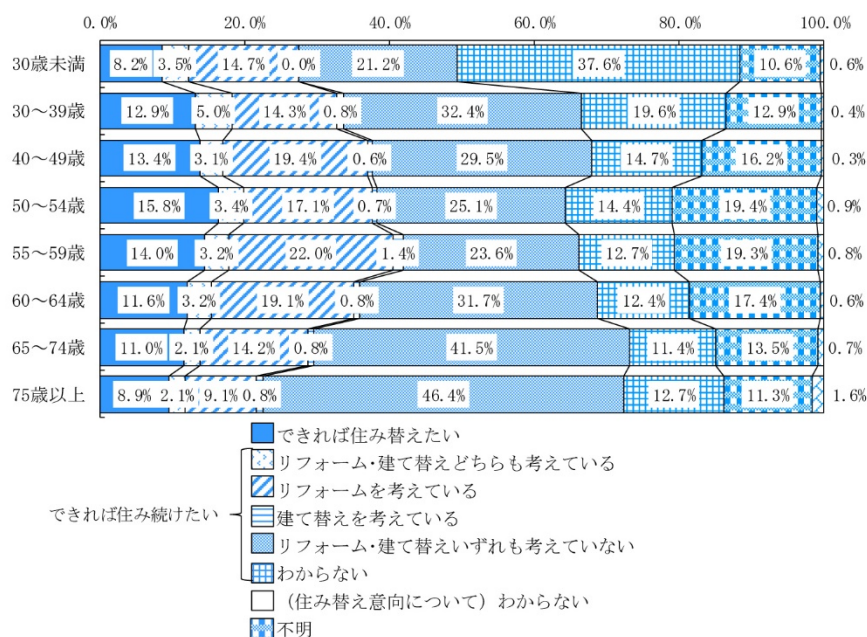 0.0% 20.0% 40.0% 60.0% 80.0% 100.0%
30歳未満 8.2% 3.5% 14.7% 0.0% 21.2% 37.6% 10.6% 0.6%
30～39歳 12.9% 5.0% 14.3% 0.8% 32.4% 19.6% 12.9% 0.4%
40～49歳 13.4% 3.1% 19.4% 0.6% 29.5% 14.7% 16.2% 0.3%
50～54歳 15.8% 3.4% 17.1% 0.7% 25.1% 14.4% 19.4% 0.9%
55～59歳 14.0% 3.2% 22.0% 1.4% 23.6% 12.7% 19.3% 0.8%
60～64歳 11.6% 3.2% 19.1% 0.8% 31.7% 12.4% 17.4% 0.6%
65～74歳 11.0% 2.1% 14.2% 0.8% 41.5% 11.4% 13.5% 0.7%
75歳以上 8.9% 2.1% 9.1% 0.8% 46.4% 12.7% 11.3% 1.6%
できれば住み替えたい
リフォーム・建て替えどちらも考えている
リフォームを考えている
できれば住み続けたい
建て替えを考えている
リフォーム・建て替えいずれも考えていない
わからない
（住み替え意向について）わからない
不明